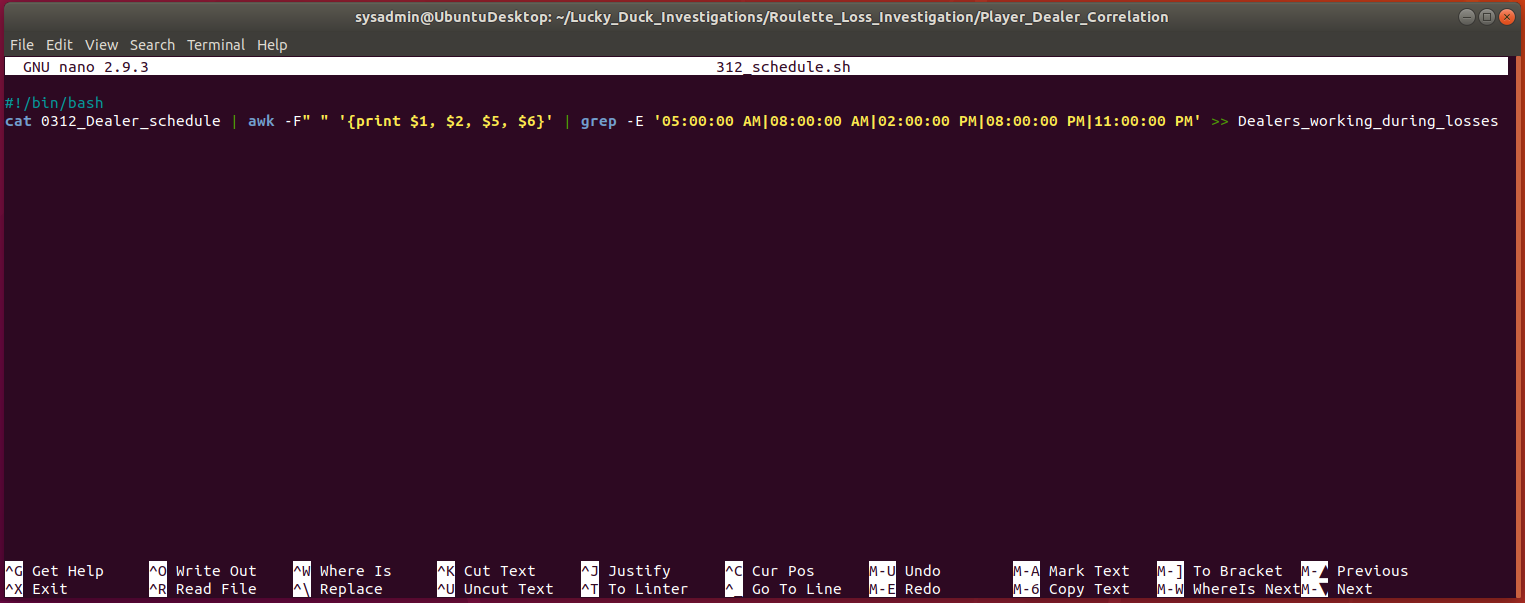 sysadmin@UbuntuDesktop: ~/Lucky_Duck_Investigations/Roulette_Loss_Investigation/Player_Dealer_Correlation
File Edit View Search Terminal Help
GNU nano 2.9.3 312_schedule.sh
#!/bin/bash
cat 0312_Dealer_schedule | awk -F" " '{print $1, $2, $5, $6}' | grep -E '05:00:00 AM|08:00:00 AM|02:00:00 PM|08:00:00 PM|11:00:00 PM' >> Dealers_working_during_losses
^G Get Help ^O Write Out ^W Where Is ^K Cut Text ^J Justify ^C Cur Pos M-U Undo M-A Mark Text M-] To Bracket M-▲ Previous
^X Exit ^R Read File ^\ Replace ^U Uncut Text ^T To Linter ^_ Go To Line M-E Redo M-6 Copy Text M-W WhereIs Next M-▼ Next